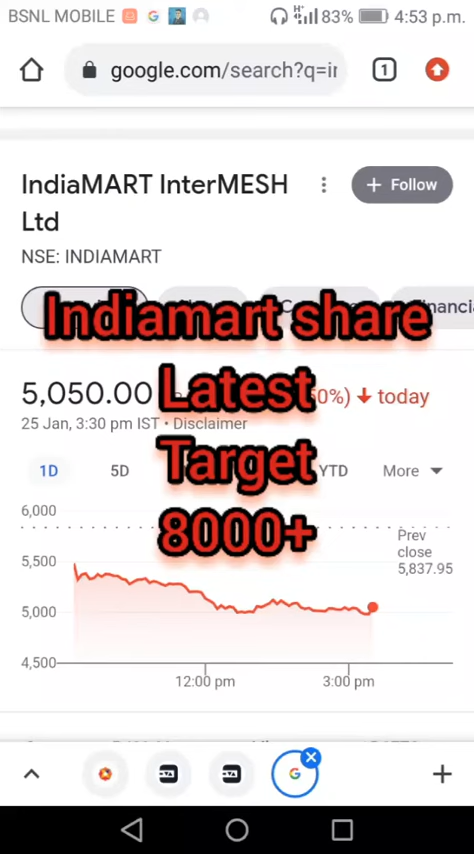 BSNL MOBILE 83% 4:53 p.m.
google.com/search?q=i
1
IndiaMART InterMESH
Ltd
+ Follow
NSE: INDIAMART
Indiamart share
5,050.00 Latest 0%) ↓ today
25 Jan, 3:30 pm IST • Disclaimer
Target
1D 5D YTD More
8000+
6,000
Prev
close
5,837.95
5,500
5,000
4,500
12:00 pm 3:00 pm